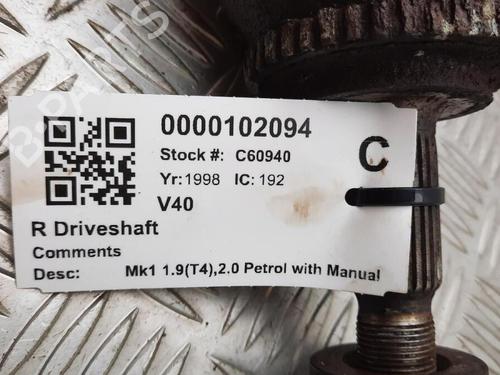 B-PARTS
0000102094
Stock #: C60940
C
Yr: 1998 IC: 192
V40
R Driveshaft
Comments
Desc: Mk1 1.9(T4),2.0 Petrol with Manual